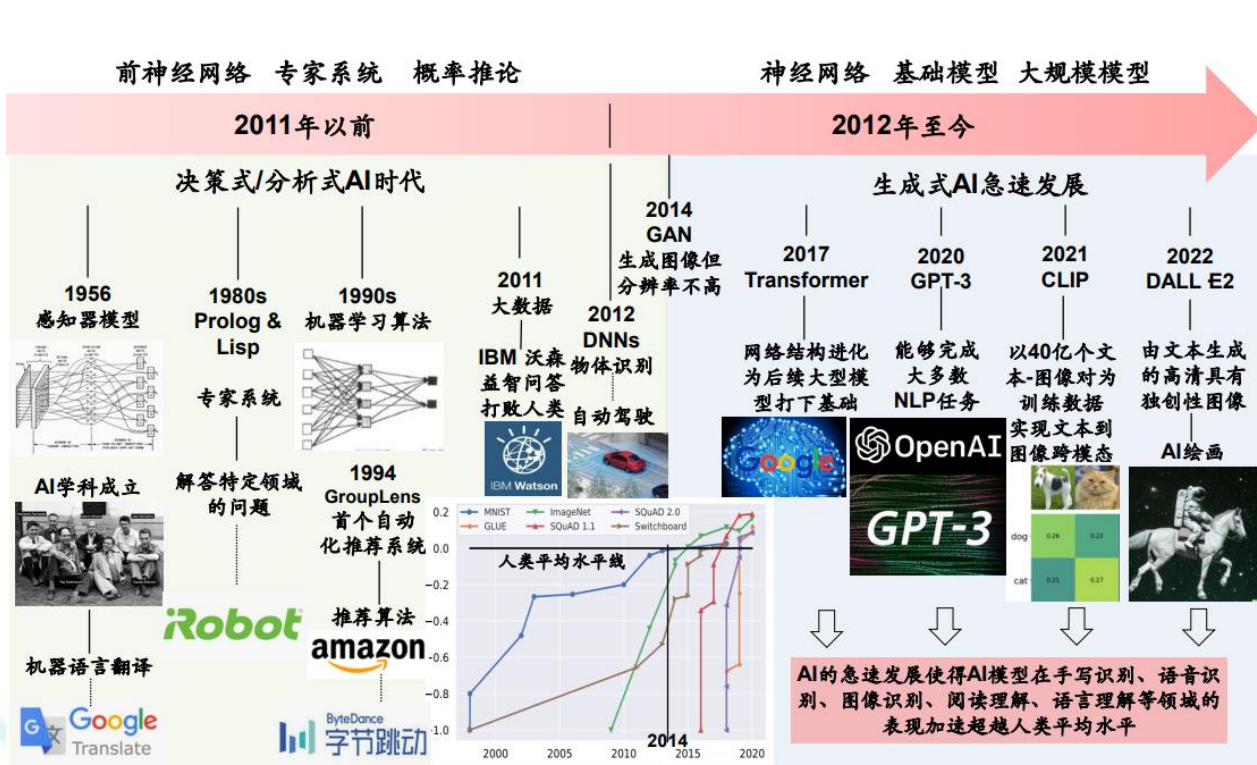 前神经网络 专家系统 概率推论
神经网络 基础模型 大规模模型
2011年以前
2012年至今
决策式/分析式AI时代
生成式AI急速发展
1956
感知器模型
AI学科成立
机器语言翻译
Google
Translate
1980s
Prolog &
Lisp
专家系统
解答特定领域
的问题
iRobot
1990s
机器学习算法
1994
GroupLens
首个自动
化推荐系统
推荐算法
amazon
ByteDance
字节跳动
2011
大数据
IBM 沃森
益智问答
打败人类
IBM Watson
2012
DNNs
物体识别
自动驾驶
2014
GAN
生成图像但
分辨率不高
2017
Transformer
网络结构进化
为后续大型模
型打下基础
Google
2020
GPT-3
能够完成
大多数
NLP任务
OpenAI
GPT-3
2021
CLIP
以40亿个文
本-图像对为
训练数据
实现文本到
图像跨模态
dog 0.26 0.22
cat 0.21 0.27
2022
DALL E2
由文本生成
的高清具有
独创性图像
AI绘画
MNIST ImageNet SQuAD 2.0
GLUE SQuAD 1.1 Switchboard
人类平均水平线
0.2
0.0
−0.2
−0.4
−0.6
−0.8
-1.0
2014
2000 2005 2010 2015 2020
AI的急速发展使得AI模型在手写识别、语音识
别、图像识别、阅读理解、语言理解等领域的
表现加速超越人类平均水平